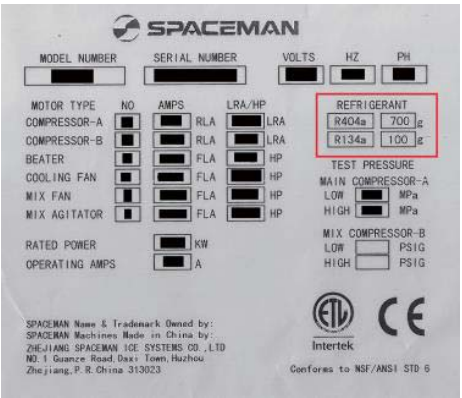 SPACEMAN
MODEL NUMBER SERIAL NUMBER VOLTS HZ PH
MOTOR TYPE NO AMPS LRA/HP REFRIGERANT
COMPRESSOR-A RLA LRA R404a 700 g
COMPRESSOR-B RLA LRA R134a 100 g
BEATER FLA HP TEST PRESSURE
COOLING FAN FLA HP MAIN COMPRESSOR-A
MIX FAN FLA HP LOW MPa
MIX AGITATOR FLA HP HIGH MPa
MIX COMPRESSOR-B
RATED POWER KW LOW PSIG
OPERATING AMPS A HIGH PSIG
ETL CE
Intertek
SPACEMAN Name & Trademark Owned by:
SPACEMAN Machines Made in China by:
ZHEJIANG SPACEMAN ICE SYSTEMS CO.,LTD
NO.1 Guanze Road,Daxi Town,Huzhou
Zhejiang,P.R.China 313023 Conforms to NSF/ANSI STD 6